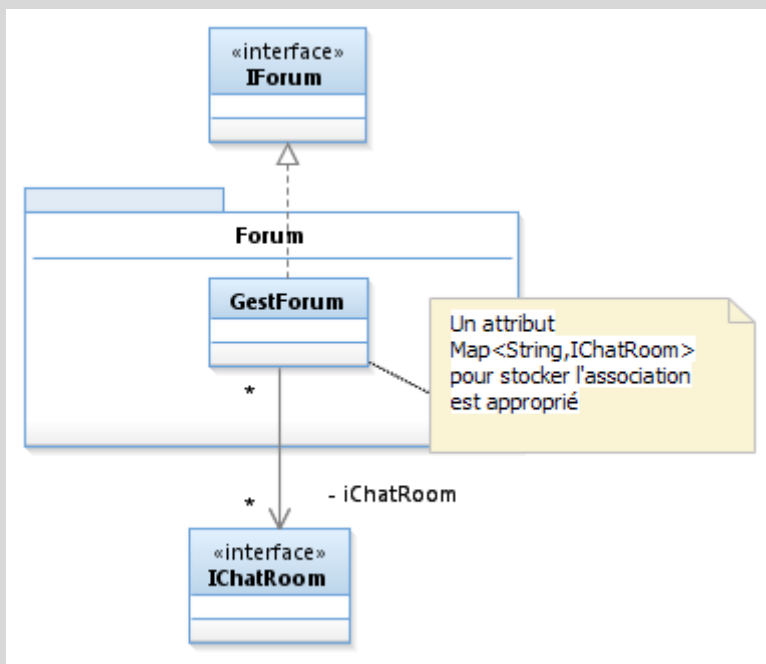 «interface»
IForum
Forum
GestForum
Un attribut
Map<String,IChatRoom>
pour stocker l'association
est approprié
*
* - iChatRoom
«interface»
IChatRoom